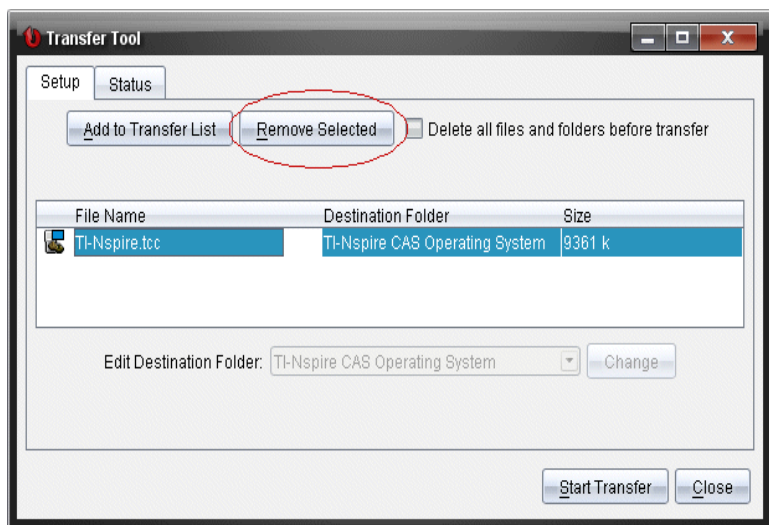 Transfer Tool
Setup Status
Add to Transfer List Remove Selected Delete all files and folders before transfer
File Name Destination Folder Size
TI-Nspire.tcc TI-Nspire CAS Operating System 9361 k
Edit Destination Folder: TI-Nspire CAS Operating System Change
Start Transfer Close